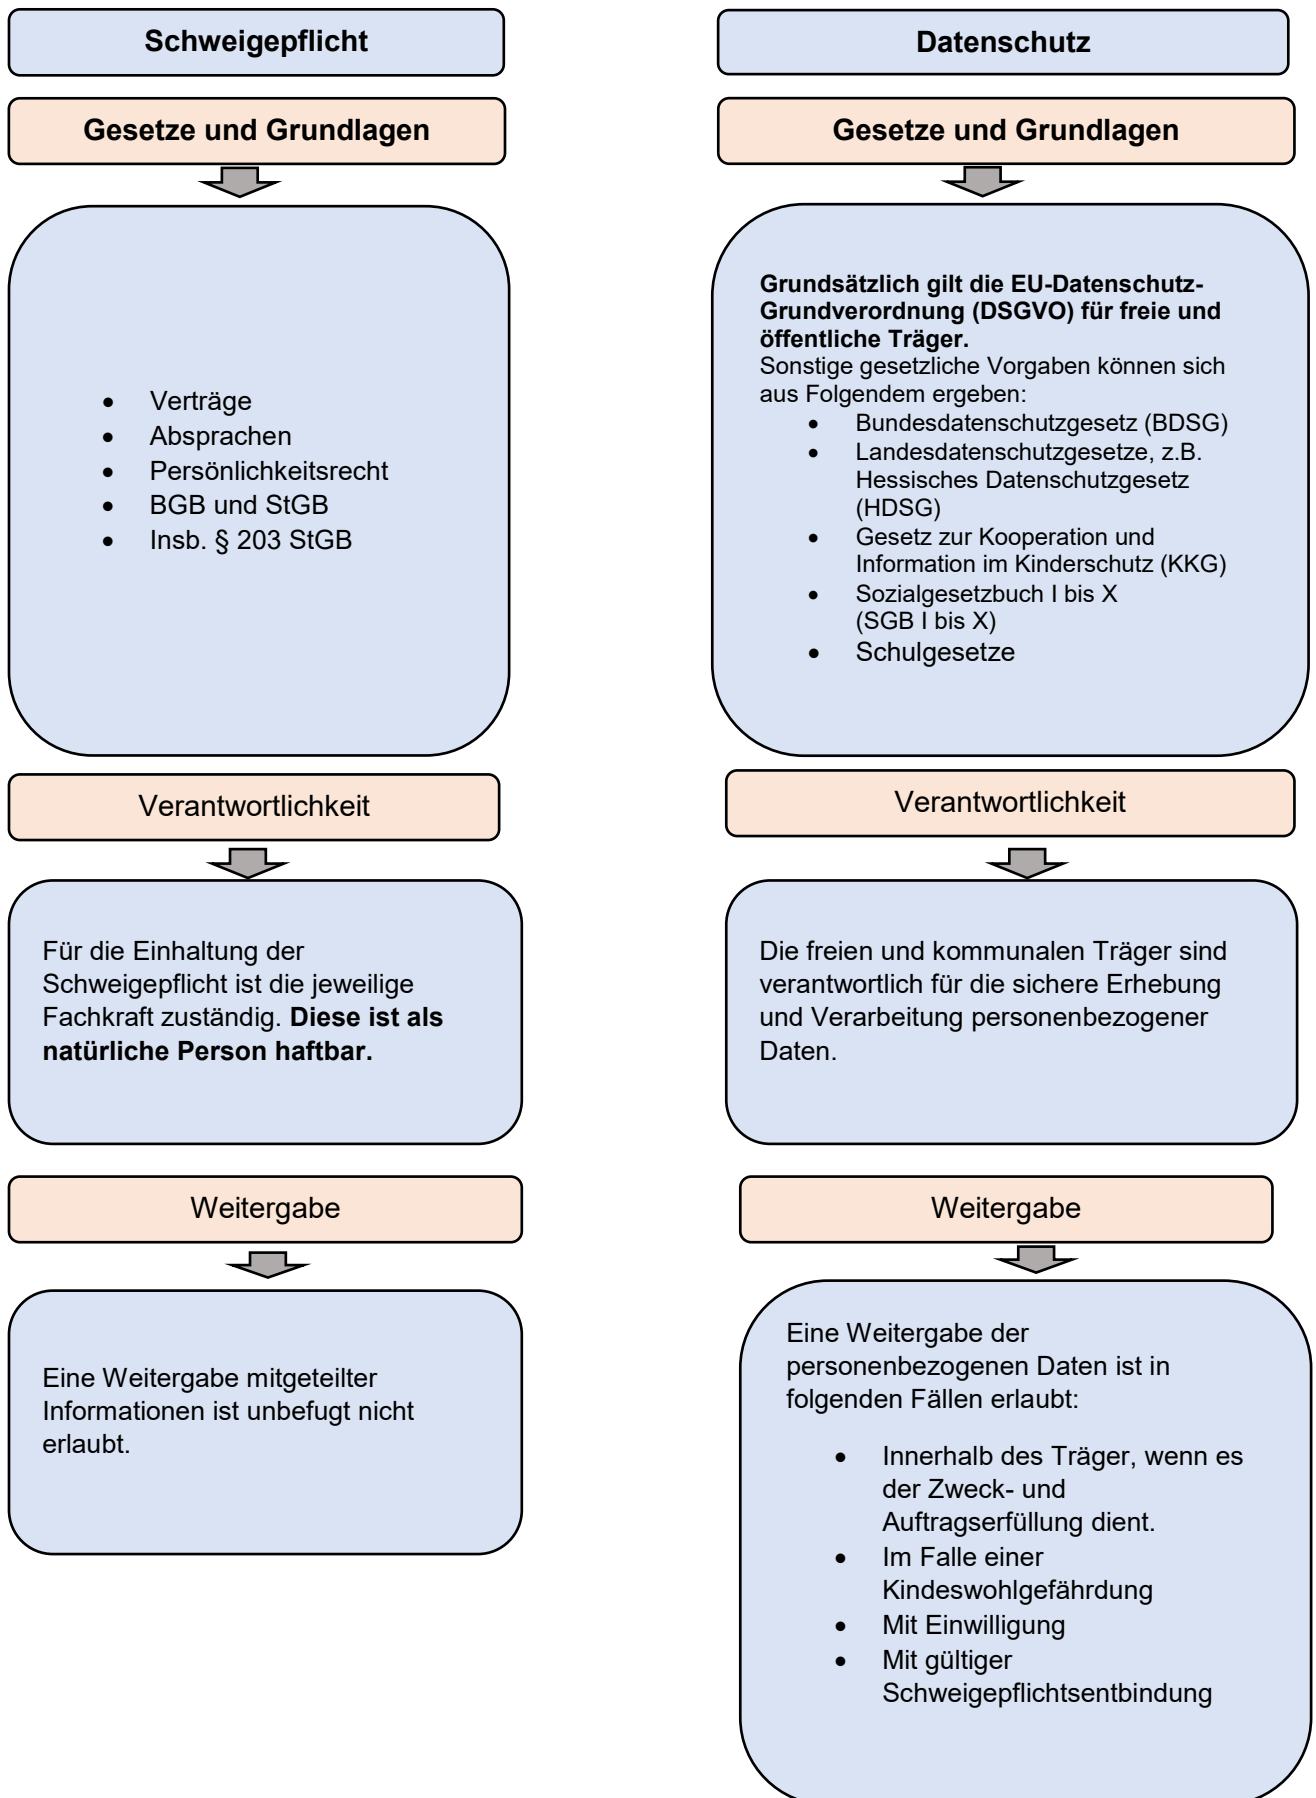 Schweigepflicht
Gesetze und Grundlagen
• Verträge
• Absprachen
• Persönlichkeitsrecht
• BGB und StGB
• Insb. § 203 StGB
Verantwortlichkeit
Für die Einhaltung der
Schweigepflicht ist die jeweilige
Fachkraft zuständig. Diese ist als
natürliche Person haftbar.
Weitergabe
Eine Weitergabe mitgeteilter
Informationen ist unbefugt nicht
erlaubt.
Datenschutz
Gesetze und Grundlagen
Grundsätzlich gilt die EU-Datenschutz-
Grundverordnung (DSGVO) für freie und
öffentliche Träger.
Sonstige gesetzliche Vorgaben können sich
aus Folgendem ergeben:
• Bundesdatenschutzgesetz (BDSG)
• Landesdatenschutzgesetze, z.B.
Hessisches Datenschutzgesetz
(HDSG)
• Gesetz zur Kooperation und
Information im Kinderschutz (KKG)
• Sozialgesetzbuch I bis X
(SGB I bis X)
• Schulgesetze
Verantwortlichkeit
Die freien und kommunalen Träger sind
verantwortlich für die sichere Erhebung
und Verarbeitung personenbezogener
Daten.
Weitergabe
Eine Weitergabe der
personenbezogenen Daten ist in
folgenden Fällen erlaubt:
• Innerhalb des Träger, wenn es
der Zweck- und
Auftragserfüllung dient.
• Im Falle einer
Kindeswohlgefährdung
• Mit Einwilligung
• Mit gültiger
Schweigepflichtsentbindung